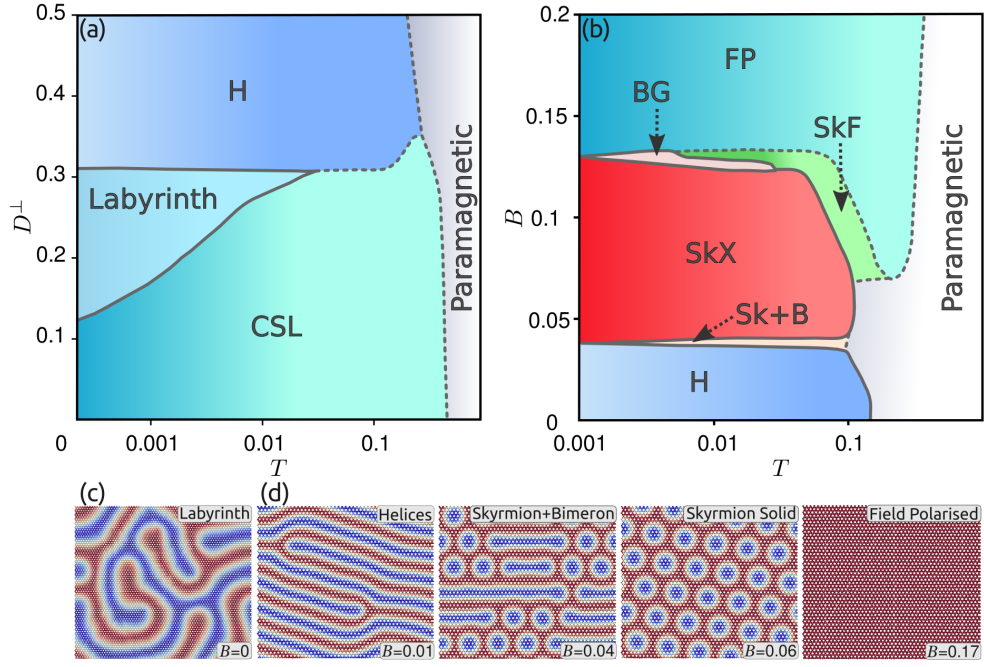 (a)
0.5
0.4
0.3
0.2
0.1
0
0.001
0.01
0.1
D⊥
T
H
Labyrinth
CSL
Paramagnetic
(b)
0.2
0.15
0.1
0.05
0
0.001
0.01
0.1
B
T
FP
BG
SkF
SkX
Sk+B
H
Paramagnetic
(c)
Labyrinth
B=0
(d)
Helices
B=0.01
Skyrmion+Bimeron
B=0.04
Skyrmion Solid
B=0.06
Field Polarised
B=0.17